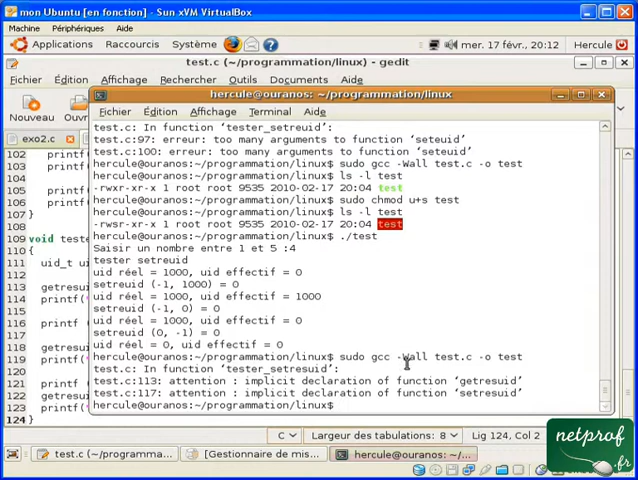 mon Ubuntu [en fonction] - Sun xVM VirtualBox
Machine Périphériques Aide
Applications Raccourcis Système mar. 17 févr., 20:12 Hercule
test.c (~/programmation/linux) - gedit
Fichier Édition Affichage Rechercher Outils Documents Aide
Nouveau
exo2.c
hercule@ouranos: ~/programmation/linux
Fichier Édition Affichage Terminal Aide
test.c: In function ‘tester_setreuid’:
test.c:97: erreur: too many arguments to function ‘seteuid’
test.c:100: erreur: too many arguments to function ‘seteuid’
hercule@ouranos:~/programmation/linux$ sudo gcc -Wall test.c -o test
hercule@ouranos:~/programmation/linux$ ls -l test
-rwxr-xr-x 1 root root 9535 2010-02-17 20:04 test
hercule@ouranos:~/programmation/linux$ sudo chmod u+s test
hercule@ouranos:~/programmation/linux$ ls -l test
-rwsr-xr-x 1 root root 9535 2010-02-17 20:04 test
hercule@ouranos:~/programmation/linux$ ./test
Saisir un nombre entre 1 et 5 :4
tester setreuid
uid réel = 1000, uid effectif = 0
setreuid (-1, 1000) = 0
uid réel = 1000, uid effectif = 1000
setreuid (-1, 0) = 0
uid réel = 1000, uid effectif = 0
setreuid (0, -1) = 0
uid réel = 0, uid effectif = 0
hercule@ouranos:~/programmation/linux$ sudo gcc -Wall test.c -o test
test.c: In function ‘tester_setresuid’:
test.c:113: attention : implicit declaration of function ‘getresuid’
test.c:117: attention : implicit declaration of function ‘setresuid’
hercule@ouranos:~/programmation/linux$
102 printf(
103
104 printf(
105
106 printf(
107 }
108
109 void teste
110 {
111 uid_t ui
112
113 getresui
114 printf("
115
116
117 printf (
118
119 getresui
120
121
122 printf (
123
124 }
C Largeur des tabulations: 8 Lig 124, Col 2
test.c (~/programma... [Gestionnaire de mis... hercule@ouranos: ~/...
netprof
.fr